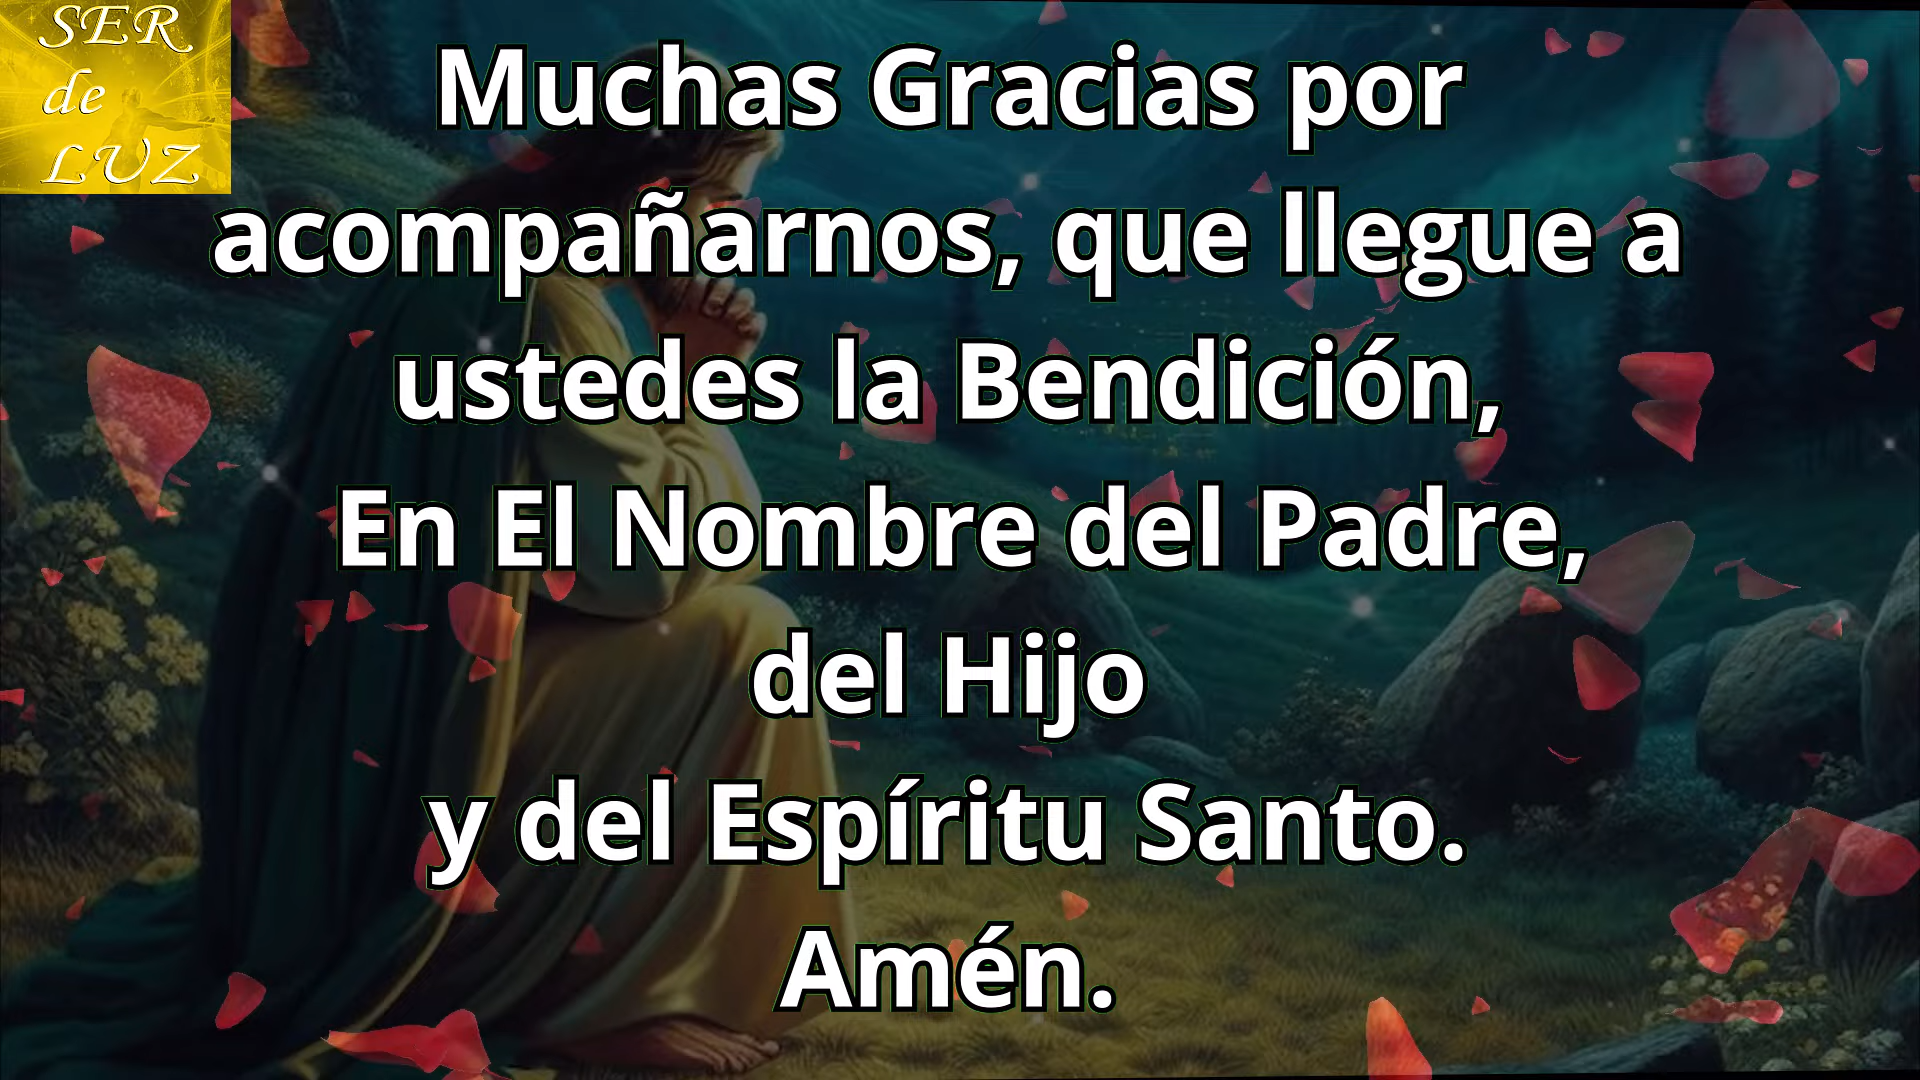 SER
de
LUZ
Muchas Gracias por
acompañarnos, que llegue a
ustedes la Bendición,
En El Nombre del Padre,
del Hijo
y del Espíritu Santo.
Amén.